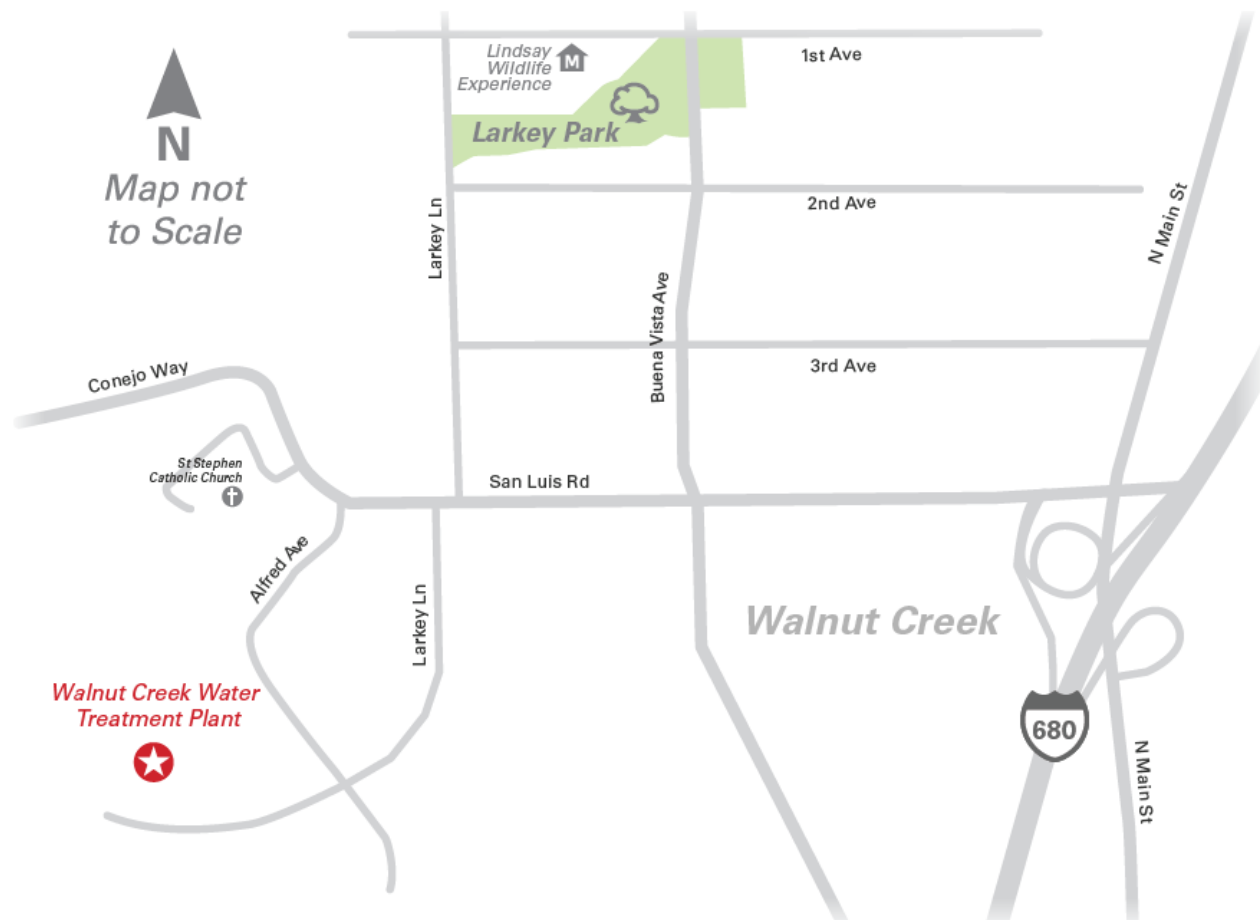 Lindsay
Wildlife
Experience
M
1st Ave
Larkey Park
N
Map not
to Scale
2nd Ave
N Main St
Larkey Ln
Buena Vista Ave
3rd Ave
Conejo Way
St Stephen
Catholic Church
San Luis Rd
Alfred Ave
Larkey Ln
Walnut Creek
Walnut Creek Water
Treatment Plant
680
N Main St